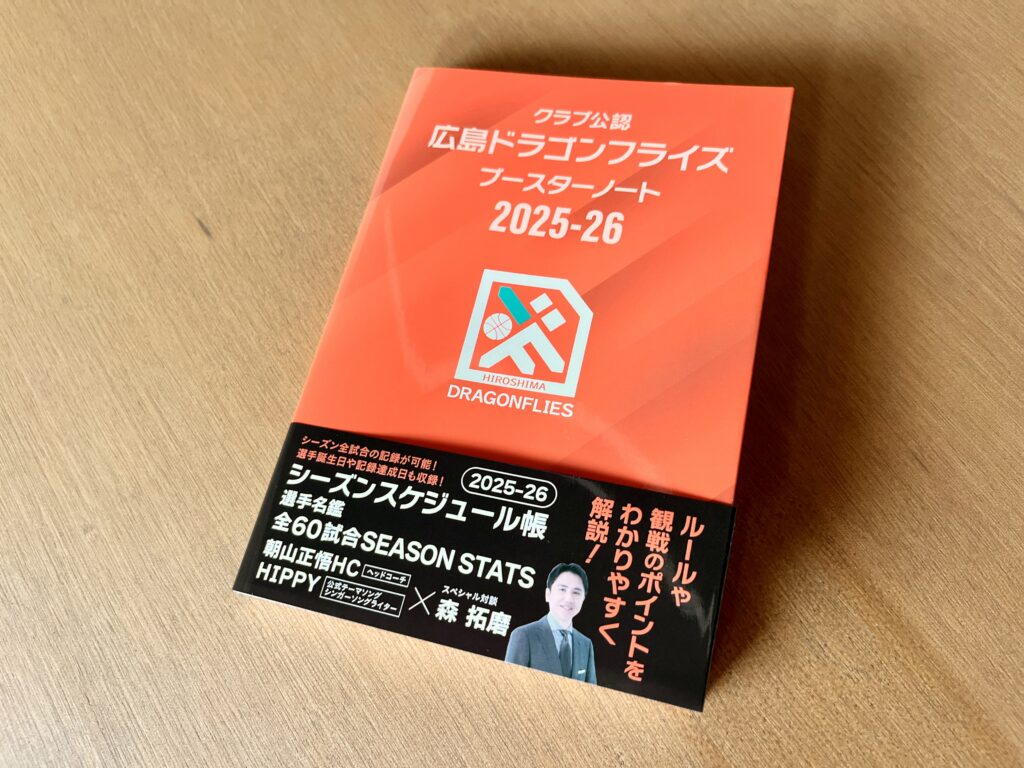 クラブ公認
広島ドラゴンフライズ
ブースターノート
2025-26
HIROSHIMA
DRAGONFLIES
シーズン全試合の記録が可能！
選手誕生日や記録達成日も収録！
2025-26
シーズンスケジュール帳
選手名鑑
全60試合SEASON STATS
朝山正悟HC ヘッドコーチ
HIPPY 公式テーマソング
シンガーソングライター
×
スペシャル対談
森 拓磨
ルールや
観戦のポイントを
わかりやすく
解説！